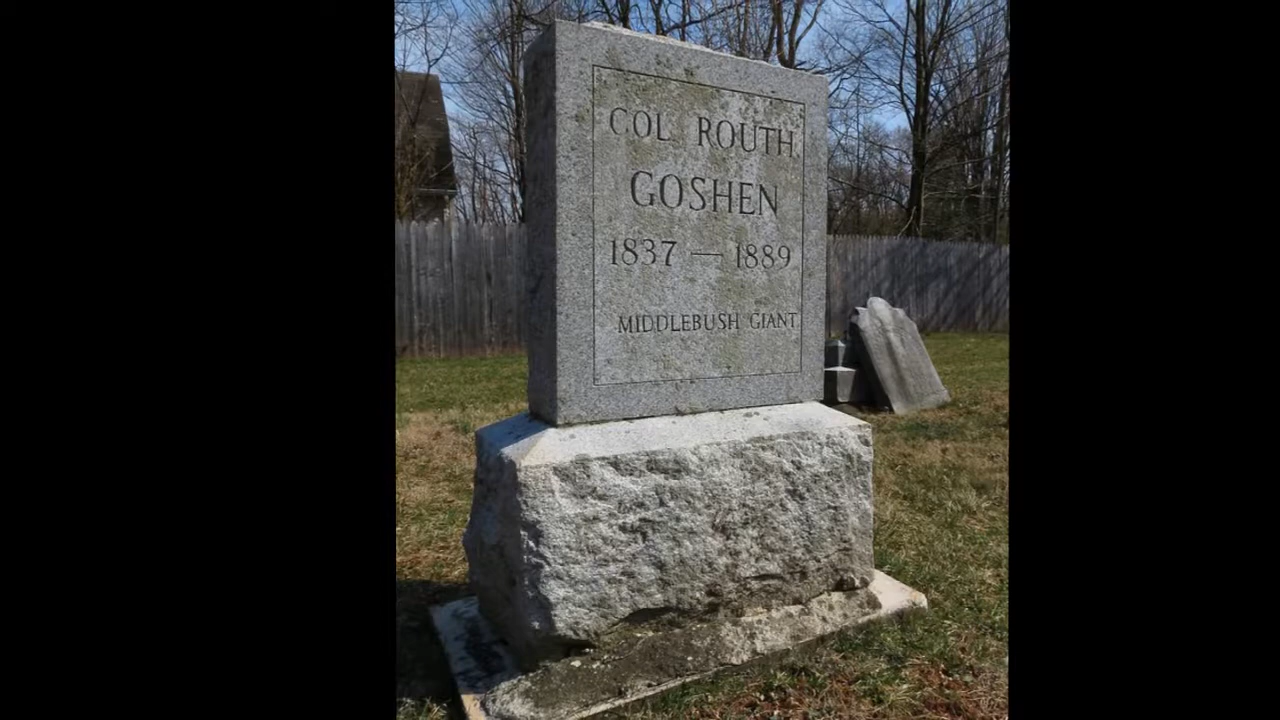 COL. ROUTH
GOSHEN
1837 — 1889
MIDDLEBUSH GIANT